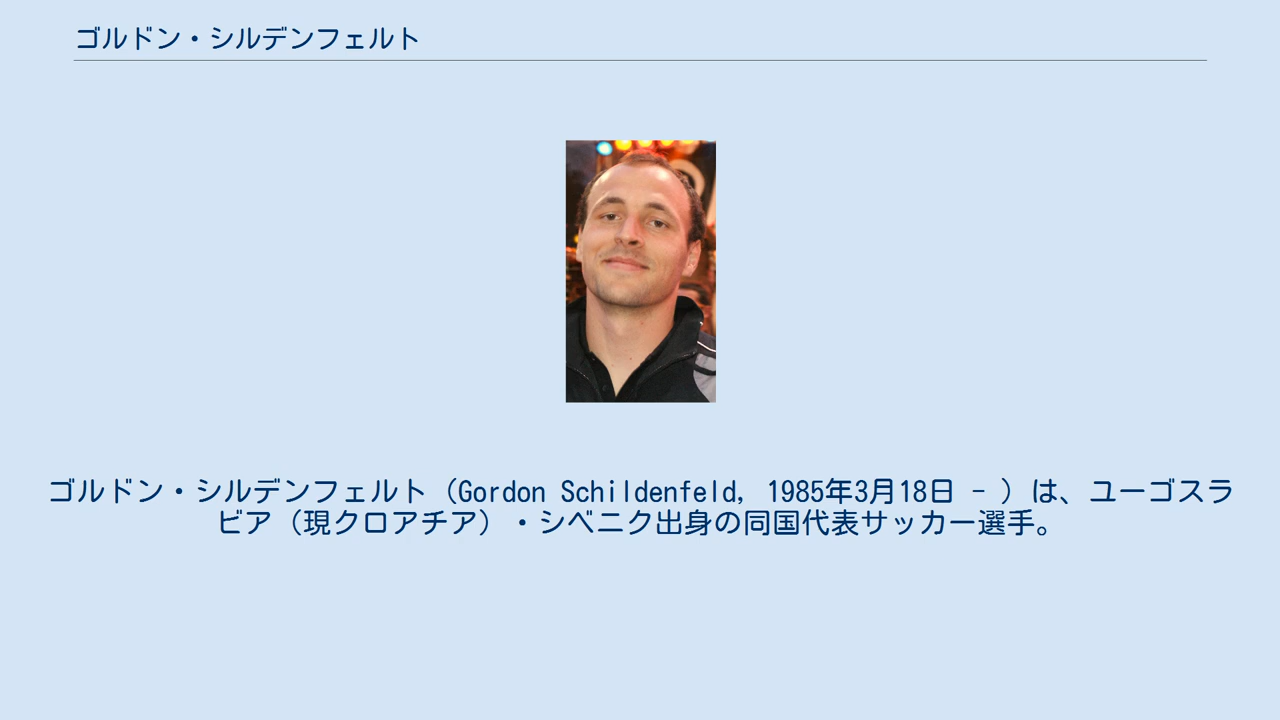 ゴルドン・シルデンフェルト
ゴルドン・シルデンフェルト（Gordon Schildenfeld, 1985年3月18日 - ）は、ユーゴスラ
ビア（現クロアチア）・シベニク出身の同国代表サッカー選手。